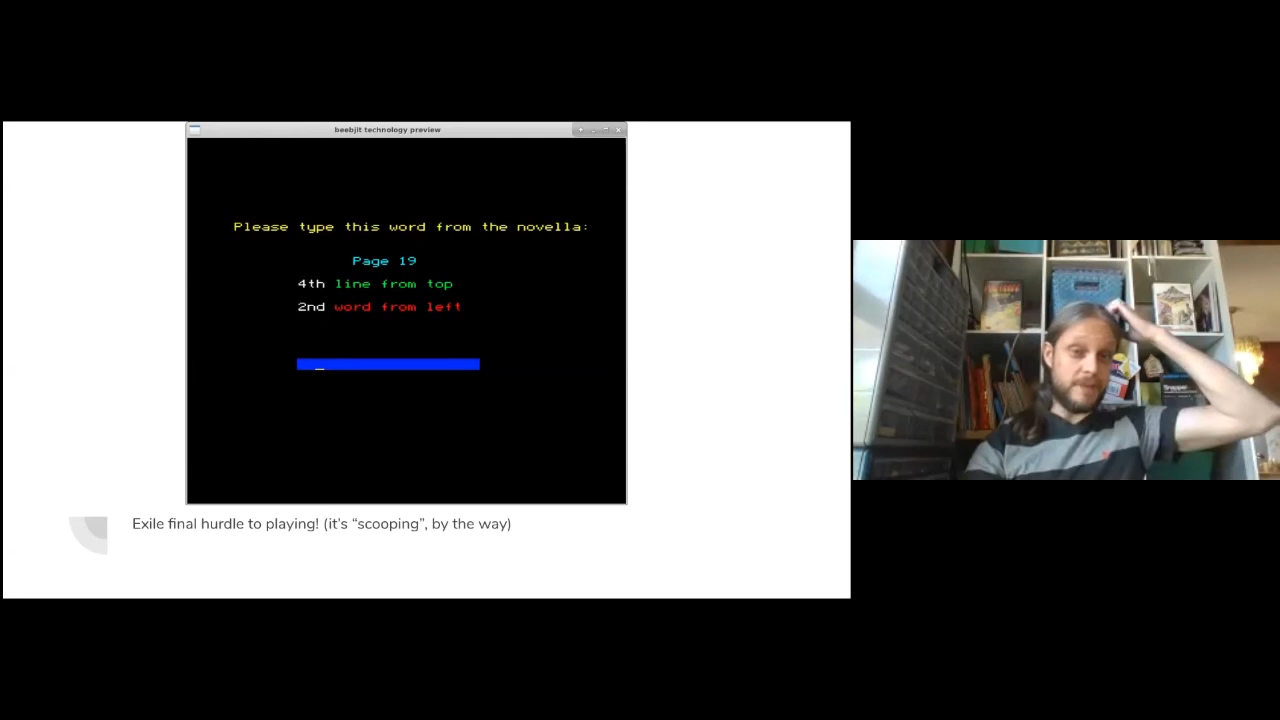 beebjit technology preview
Please type this word from the novella:
Page 19
4th line from top
2nd word from left
Exile final hurdle to playing! (it's “scooping”, by the way)
Snapper